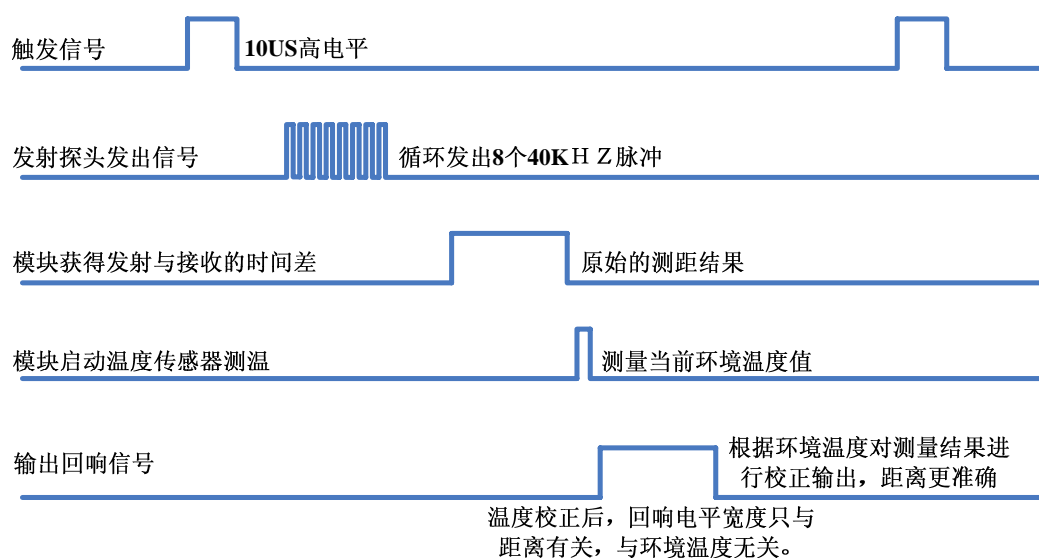 触发信号
10US高电平
发射探头发出信号
循环发出8个40KＨＺ脉冲
模块获得发射与接收的时间差
原始的测距结果
模块启动温度传感器测温
测量当前环境温度值
输出回响信号
根据环境温度对测量结果进
行校正输出，距离更准确
温度校正后，回响电平宽度只与
距离有关，与环境温度无关。